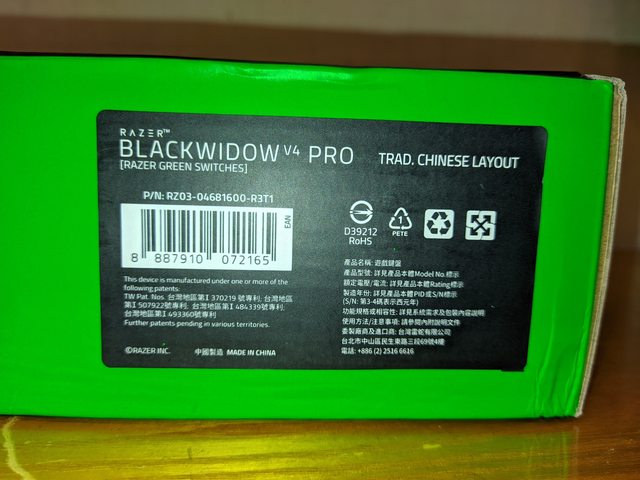 RAZER™
BLACKWIDOW V4 PRO
[RAZER GREEN SWITCHES]
TRAD. CHINESE LAYOUT
P/N: RZ03-04681600-R3T1
EAN
8 887910 072165
D39212
RoHS
1
PETE
This device is manufactured under one or more of the
following patents:
TW Pat. Nos. 台灣地區第I 370219 號專利; 台灣地區
第I 507922號專利; 台灣地區第I 484339號專利; 台灣
地區第I 493360號專利
Further patents pending in various territories.
©RAZER INC.
中國製造 MADE IN CHINA
產品名稱: 遊戲鍵盤
產品型號: 詳見產品本體Model No.標示
額定電壓/電流: 詳見產品本體Rating標示
製造年份: 詳見產品本體PID或S/N標示
(S/N: 第3-4碼表示西元年)
功能規格或相容性: 詳見系統需求及包裝內容說明
使用方法/注意事項: 請參閱內附說明文件
委製廠商及進口商: 台灣雷蛇有限公司
台北市中山區民生東路三段69號4樓
電話: +886 (2) 2516 6616